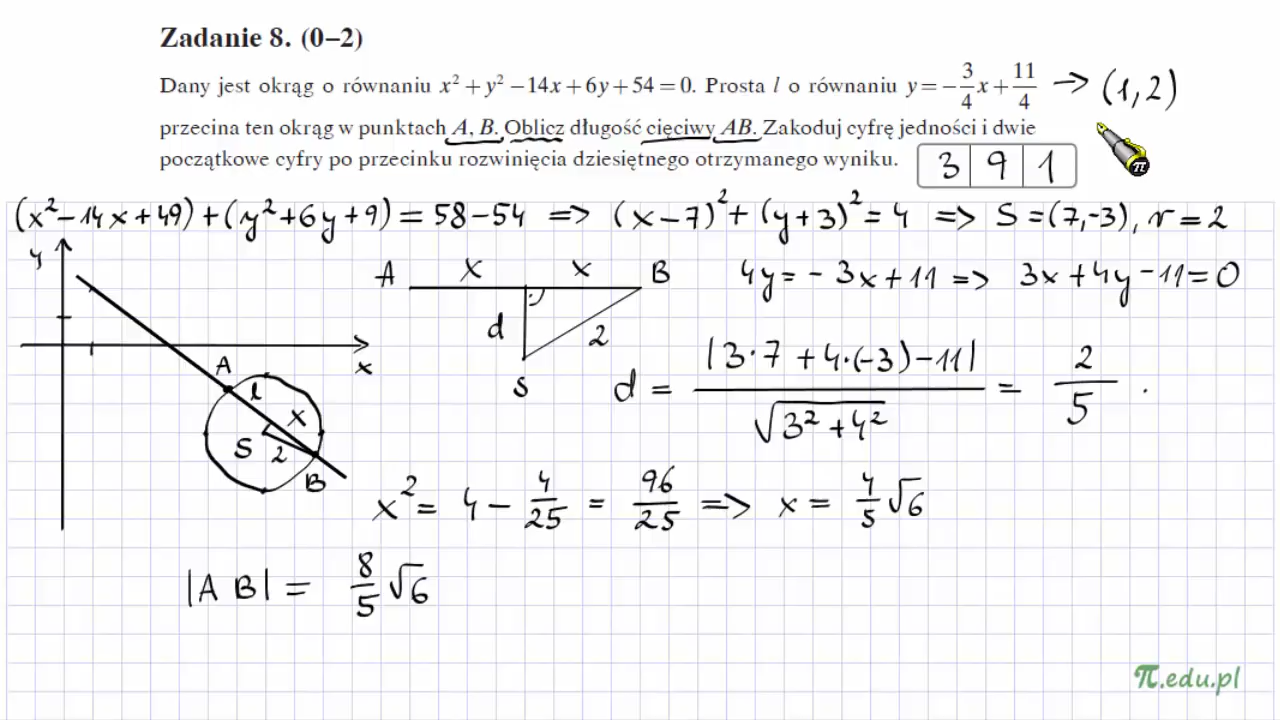 Zadanie 8. (0–2)
Dany jest okrąg o równaniu x² + y² − 14x + 6y + 54 = 0. Prosta l o równaniu y = −3/4 x + 11/4 → (1, 2)
przecina ten okrąg w punktach A, B. Oblicz długość cięciwy AB. Zakoduj cyfrę jedności i dwie
początkowe cyfry po przecinku rozwinięcia dziesiętnego otrzymanego wyniku. 3 9 1
(x² − 14x + 49) + (y² + 6y + 9) = 58 − 54 => (x − 7)² + (y + 3)² = 4 => S = (7, −3), r = 2
y
A x x B
4y = −3x + 11 => 3x + 4y − 11 = 0
d 2
S
x
d = |3·7 + 4·(−3) − 11| / √(3² + 4²) = 2/5
A l
x
S 2
B
x² = 4 − 4/25 = 96/25 => x = 4/5 √6
|AB| = 8/5 √6
π
π.edu.pl